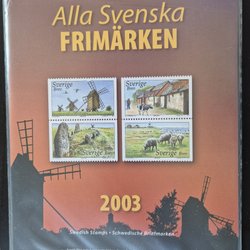 Alla Svenska
FRIMÄRKEN
Sverige
Sverige
Sverige
Sverige
2003
Swedish Stamps - Schwedische Briefmarken